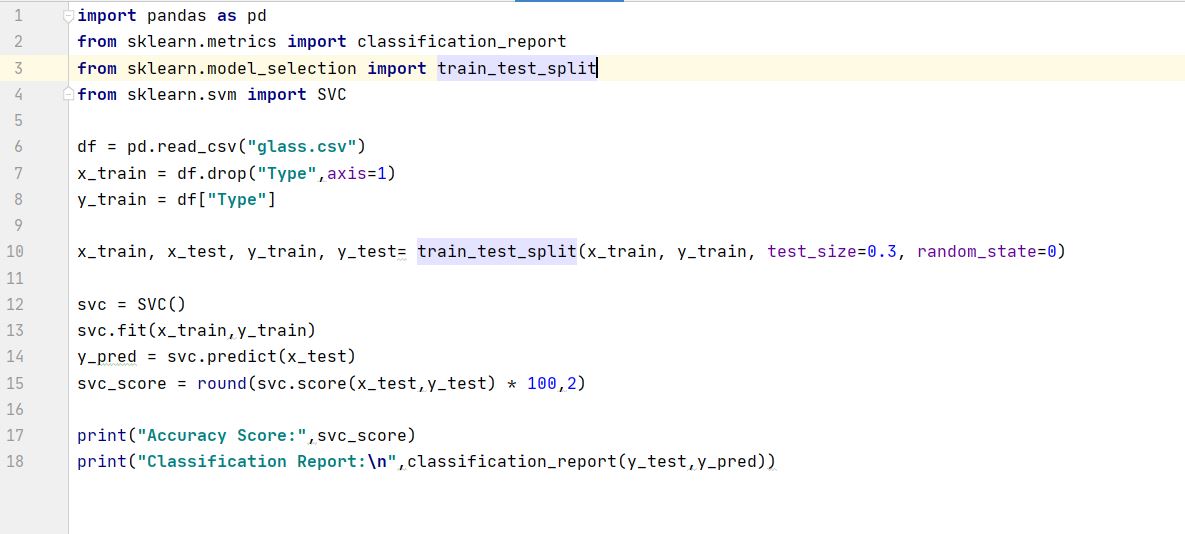 1 import pandas as pd
2 from sklearn.metrics import classification_report
3 from sklearn.model_selection import train_test_split
4 from sklearn.svm import SVC
5
6 df = pd.read_csv("glass.csv")
7 x_train = df.drop("Type",axis=1)
8 y_train = df["Type"]
9
10 x_train, x_test, y_train, y_test= train_test_split(x_train, y_train, test_size=0.3, random_state=0)
11
12 svc = SVC()
13 svc.fit(x_train,y_train)
14 y_pred = svc.predict(x_test)
15 svc_score = round(svc.score(x_test,y_test) * 100,2)
16
17 print("Accuracy Score:",svc_score)
18 print("Classification Report:\n",classification_report(y_test,y_pred))